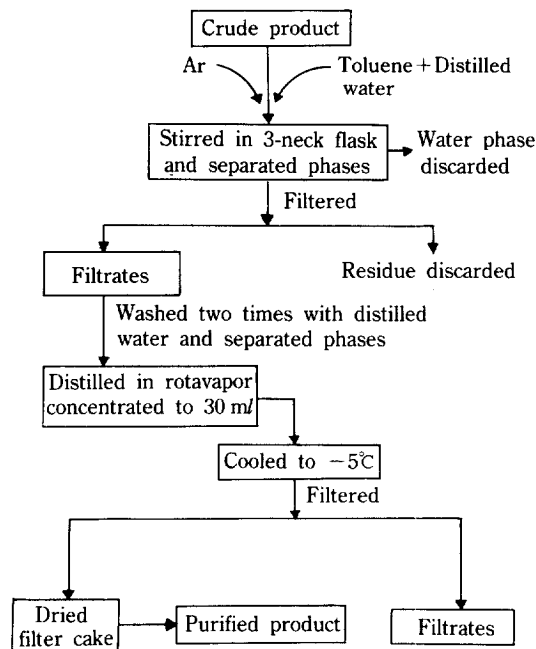 Crude product
Ar
Toluene+Distilled
water
Stirred in 3-neck flask
and separated phases
Water phase
discarded
Filtered
Filtrates
Residue discarded
Washed two times with distilled
water and separated phases
Distilled in rotavapor
concentrated to 30 ml
Cooled to −5℃
Filtered
Dried
filter cake
Purified product
Filtrates